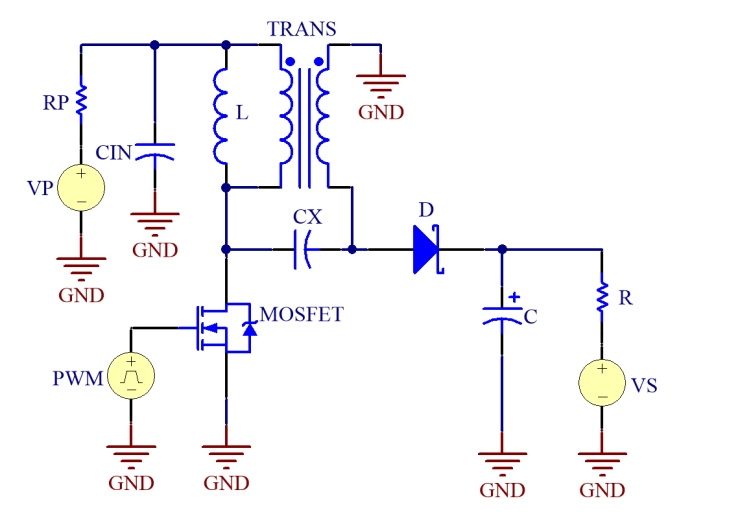 TRANS
RP
L
GND
CIN
VP
CX
D
GND
GND
MOSFET
C
R
PWM
VS
GND
GND
GND
GND